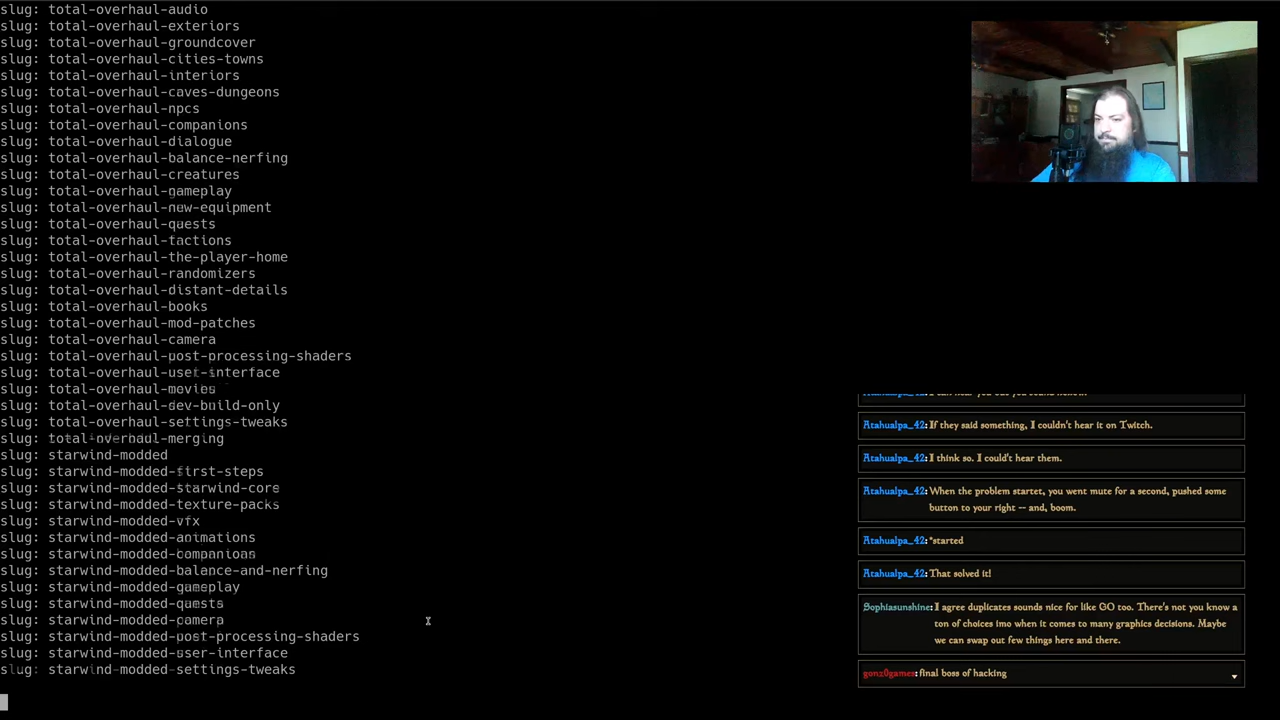 slug: total-overhaul-audio
slug: total-overhaul-exteriors
slug: total-overhaul-groundcover
slug: total-overhaul-cities-towns
slug: total-overhaul-interiors
slug: total-overhaul-caves-dungeons
slug: total-overhaul-npcs
slug: total-overhaul-companions
slug: total-overhaul-dialogue
slug: total-overhaul-balance-nerfing
slug: total-overhaul-creatures
slug: total-overhaul-gameplay
slug: total-overhaul-new-equipment
slug: total-overhaul-quests
slug: total-overhaul-tactions
slug: total-overhaul-the-player-home
slug: total-overhaul-randomizers
slug: total-overhaul-distant-details
slug: total-overhaul-books
slug: total-overhaul-mod-patches
slug: total-overhaul-camera
slug: total-overhaul-post-processing-shaders
slug: total-overhaul-user-interface
slug: total-overhaul-movies
slug: total-overhaul-dev-build-only
slug: total-overhaul-settings-tweaks
slug: total-overhaul-merging
slug: starwind-modded
slug: starwind-modded-first-steps
slug: starwind-modded-starwind-core
slug: starwind-modded-texture-packs
slug: starwind-modded-vfx
slug: starwind-modded-animations
slug: starwind-modded-companions
slug: starwind-modded-balance-and-nerfing
slug: starwind-modded-gameplay
slug: starwind-modded-quests
slug: starwind-modded-camera
slug: starwind-modded-post-processing-shaders
slug: starwind-modded-user-interface
slug: starwind-modded-settings-tweaks
Atahualpa_42: If they said something, I couldn't hear it on Twitch.
Atahualpa_42: I think so. I couldn't hear them.
Atahualpa_42: When the problem startet, you went mute for a second, pushed some
button to your right -- and, boom.
Atahualpa_42: *started
Atahualpa_42: That solved it!
Sophiasunshine: I agree duplicates sounds nice for like GO too. There's not you know a
ton of choices imo when it comes to many graphics decisions. Maybe
we can swap out few things here and there.
gonz0games: final boss of hacking